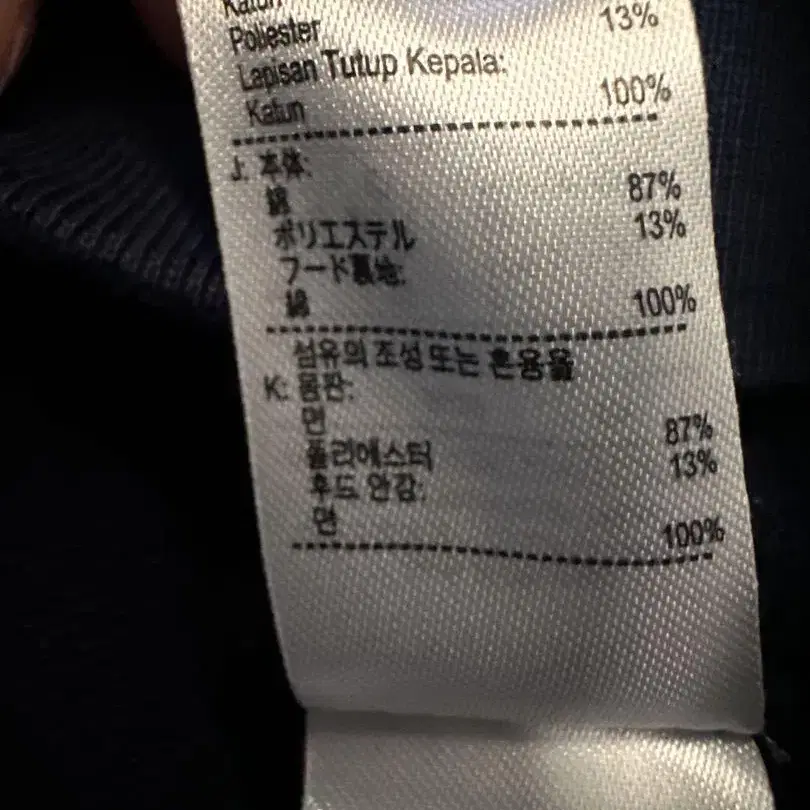 Katun
Poliester 13%
Lapisan Tutup Kepala:
Katun 100%
J: 本体:
綿 87%
ポリエステル 13%
フード裏地:
綿 100%
섬유의 조성 또는 혼용율
K: 몸판:
면 87%
폴리에스터 13%
후드 안감:
면 100%